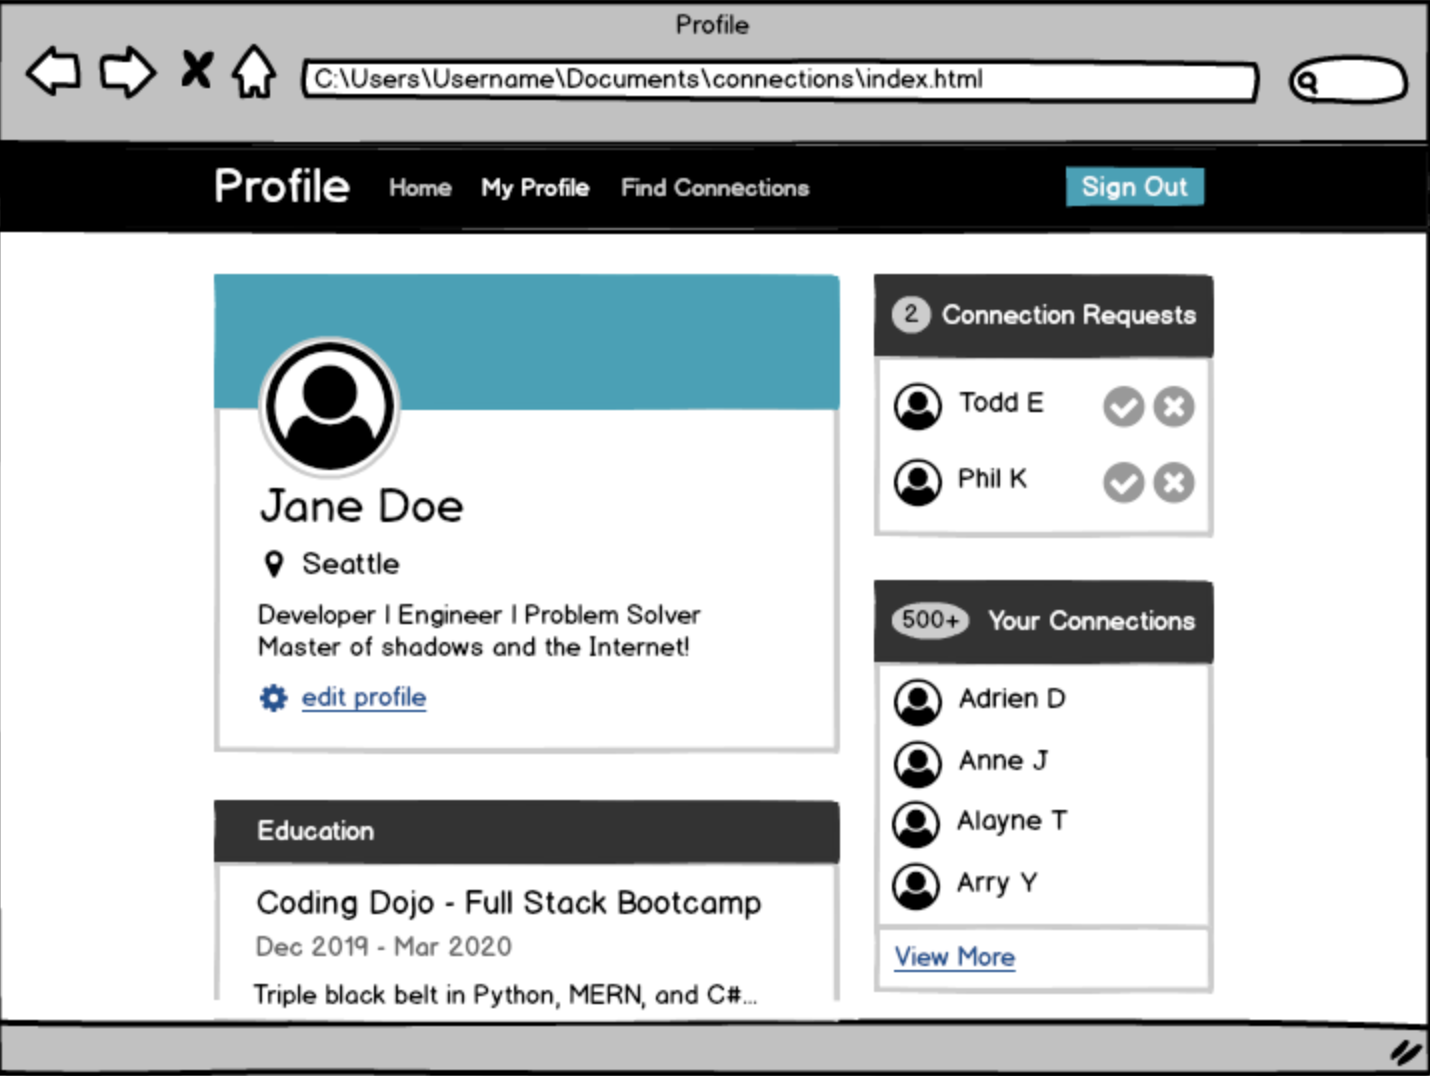 Profile
C:\Users\Username\Documents\connections\index.html
Profile Home My Profile Find Connections Sign Out
Jane Doe
Seattle
Developer | Engineer | Problem Solver
Master of shadows and the Internet!
edit profile
Education
Coding Dojo - Full Stack Bootcamp
Dec 2019 - Mar 2020
Triple black belt in Python, MERN, and C#...
2 Connection Requests
Todd E
Phil K
500+ Your Connections
Adrien D
Anne J
Alayne T
Arry Y
View More